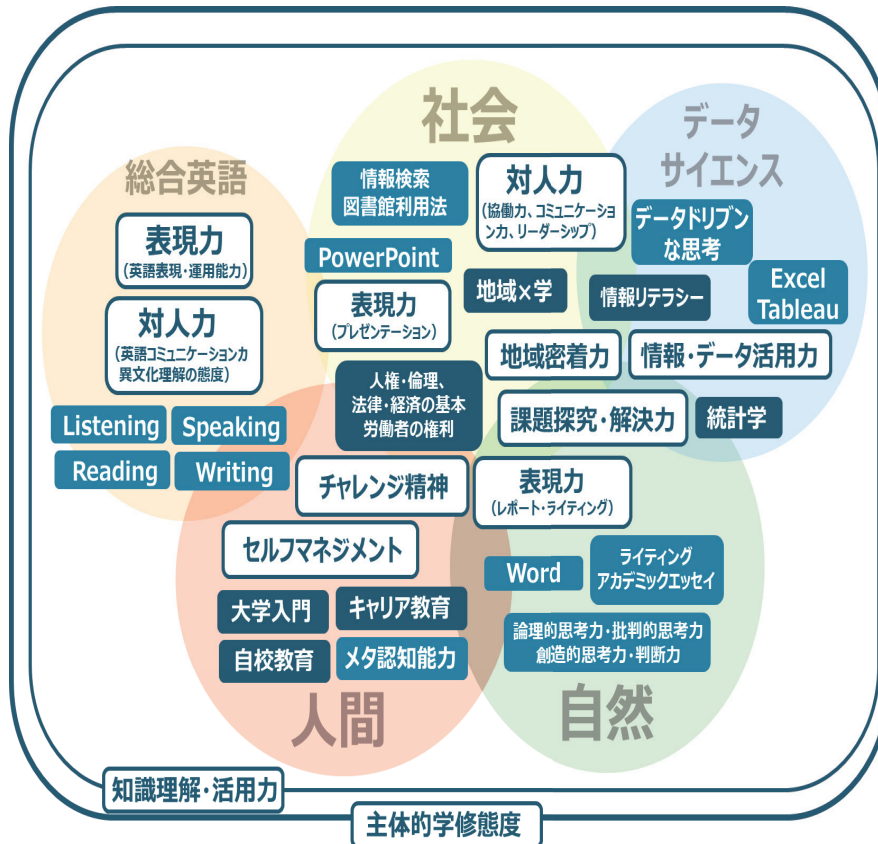 社会
データ
サイエンス
総合英語
情報検索
図書館利用法
対人力
(協働力、コミュニケーショ
ン力、リーダーシップ)
データドリブン
な思考
表現力
(英語表現・運用能力)
PowerPoint
地域×学
情報リテラシー
Excel
Tableau
対人力
(英語コミュニケーション力
異文化理解の態度)
表現力
(プレゼンテーション)
地域密着力
情報・データ活用力
人権・倫理、
法律・経済の基本
労働者の権利
Listening
Speaking
課題探究・解決力
統計学
Reading
Writing
チャレンジ精神
表現力
(レポート・ライティング)
セルフマネジメント
Word
ライティング
アカデミックエッセイ
大学入門
キャリア教育
論理的思考力・批判的思考力
創造的思考力・判断力
自校教育
メタ認知能力
人間
自然
知識理解・活用力
主体的学修態度